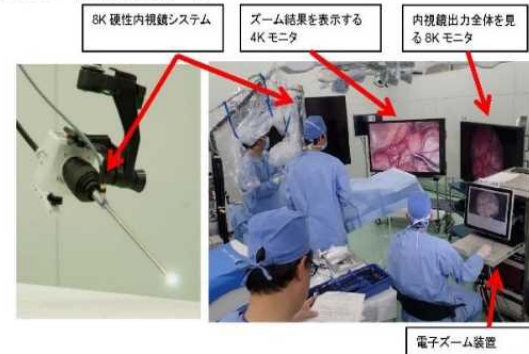 8K 硬性内視鏡システム
ズーム結果を表示する
4K モニタ
内視鏡出力全体を見
る 8K モニタ
電子ズーム装置